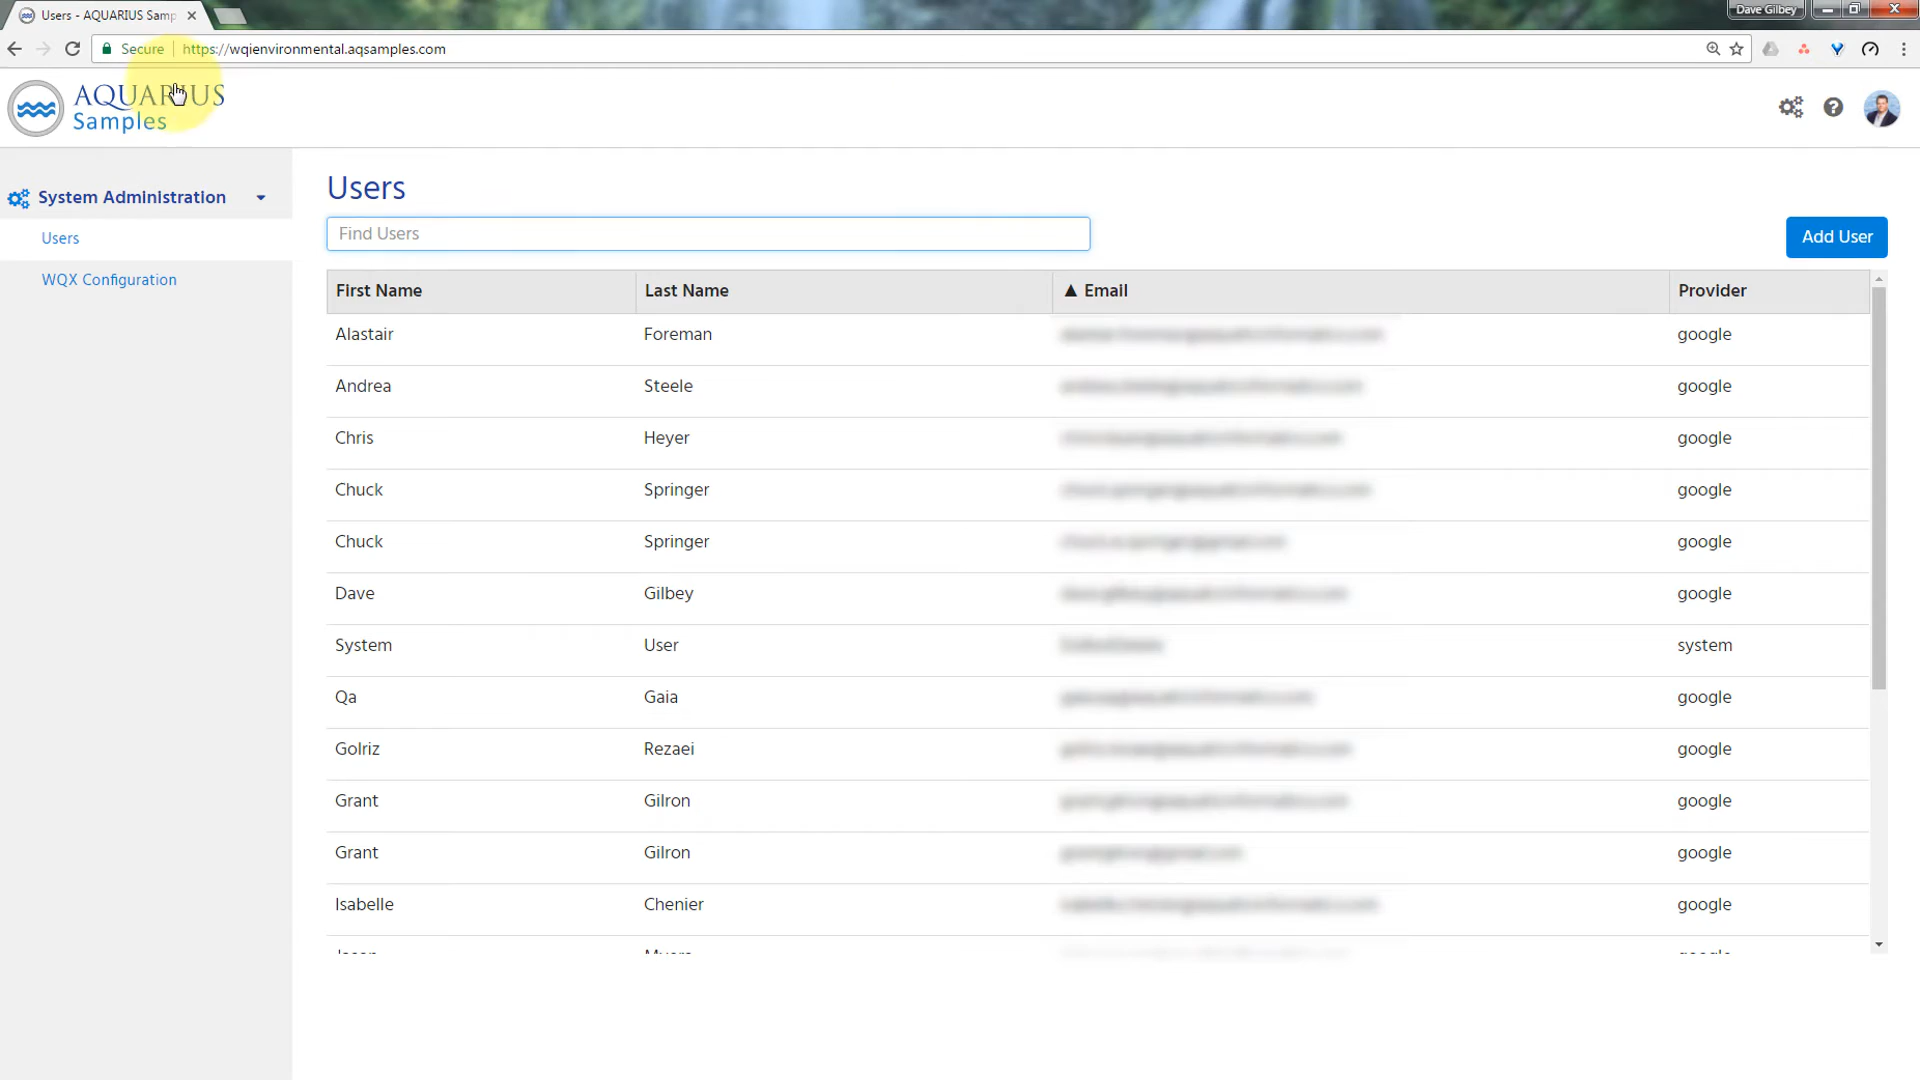 Users - AQUARIUS Samp
Dave Gilbey
Secure https://wqienvironmental.aqsamples.com
AQUARIUS
Samples
System Administration
Users
WQX Configuration
Users
Find Users
Add User
First Name Last Name ▲ Email Provider
Alastair Foreman google
Andrea Steele google
Chris Heyer google
Chuck Springer google
Chuck Springer google
Dave Gilbey google
System User system
Qa Gaia google
Golriz Rezaei google
Grant Gilron google
Grant Gilron google
Isabelle Chenier google